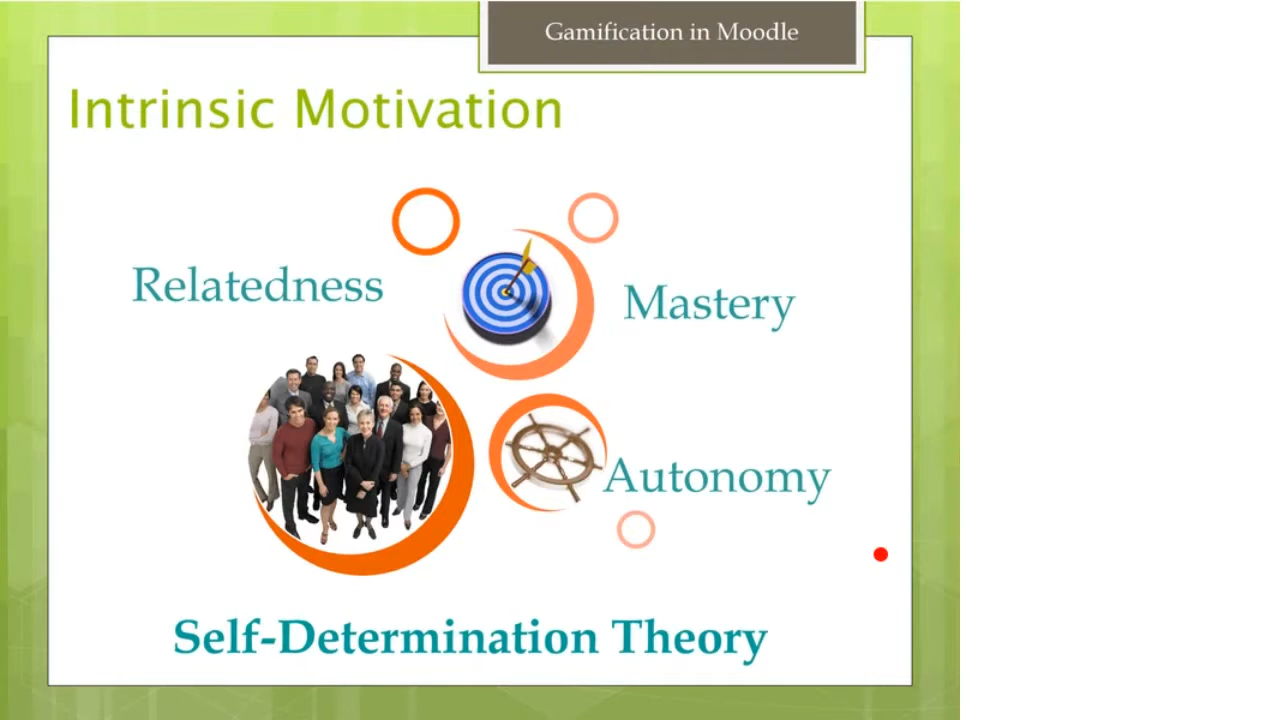 Gamification in Moodle
Intrinsic Motivation
Relatedness
Mastery
Autonomy
Self-Determination Theory